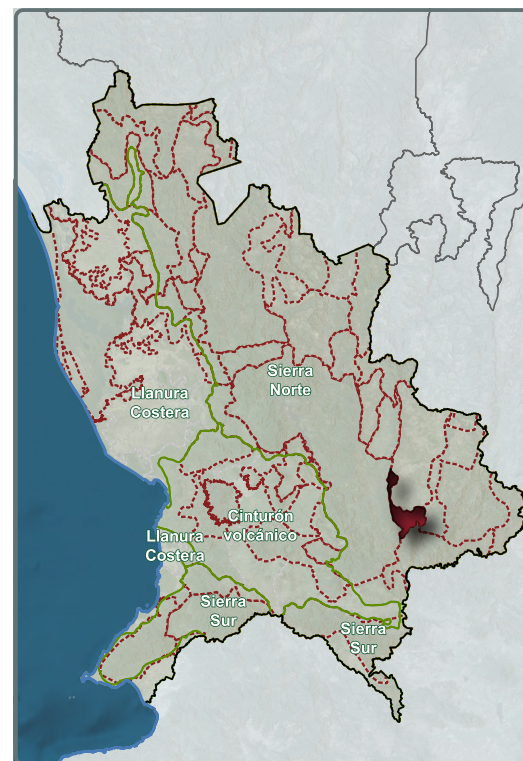 Sierra
Norte
Llanura
Costera
Cinturón
volcánico
Llanura
Costera
Sierra
Sur
Sierra
Sur